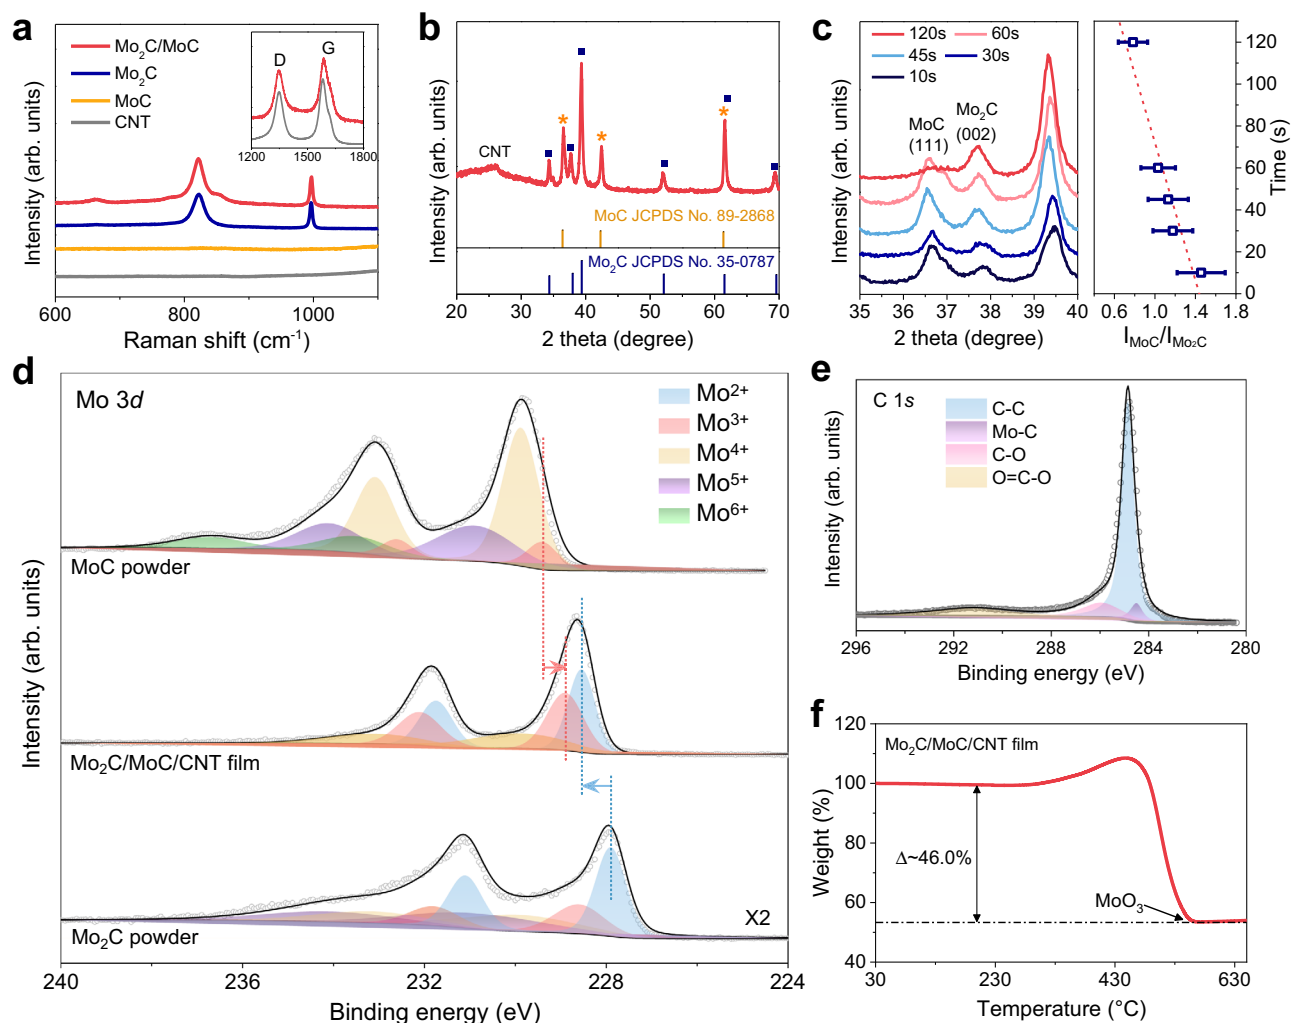 a
Intensity (arb. units)
Mo₂C/MoC
Mo₂C
MoC
CNT
D
G
1200 1400 1600 1800
600 800 1000
Raman shift (cm⁻¹)
b
Intensity (arb. units)
CNT
MoC JCPDS No. 89-2868
Mo₂C JCPDS No. 35-0787
20 30 40 50 60 70
2 theta (degree)
c
Intensity (arb. units)
120s 60s
45s 30s
10s
MoC
(111)
Mo₂C
(002)
35 36 37 38 39 40
2 theta (degree)
120
100
80
60
40
20
0
Time (s)
0.6 1.0 1.4 1.8
I_MoC/I_Mo₂C
d
Mo 3d
Intensity (arb. units)
Mo²⁺
Mo³⁺
Mo⁴⁺
Mo⁵⁺
Mo⁶⁺
MoC powder
Mo₂C/MoC/CNT film
X2
Mo₂C powder
240 236 232 228 224
Binding energy (eV)
e
C 1s
Intensity (arb. units)
C-C
Mo-C
C-O
O=C-O
296 292 288 284 280
Binding energy (eV)
f
Mo₂C/MoC/CNT film
Weight (%)
120
100
80
60
40
Δ~46.0%
MoO₃
30 230 430 630
Temperature (°C)